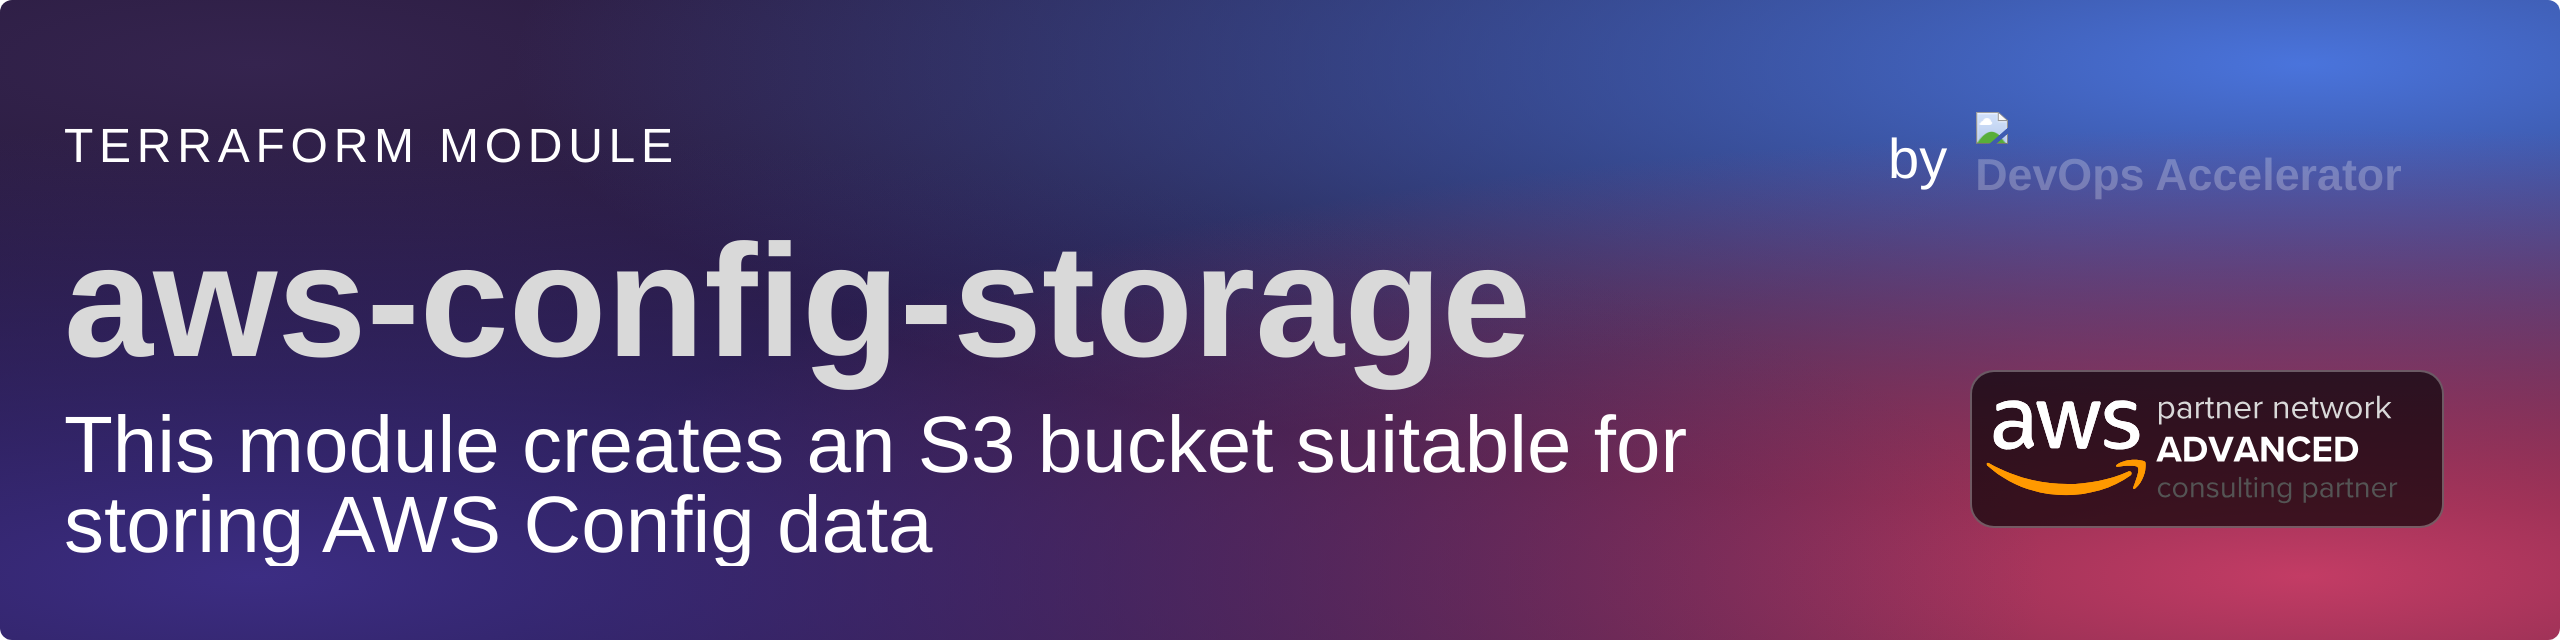 TERRAFORM MODULE
by
DevOps Accelerator
aws-config-storage
This module creates an S3 bucket suitable for
storing AWS Config data
aws
partner network
ADVANCED
consulting partner